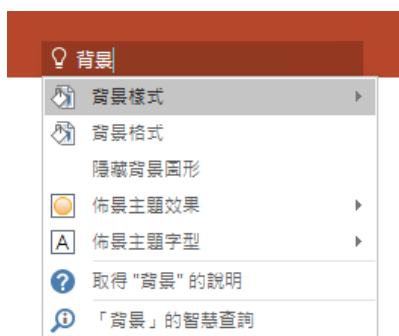 背景
背景樣式
背景格式
隱藏背景圖形
佈景主題效果
佈景主題字型
取得 "背景" 的說明
「背景」的智慧查詢